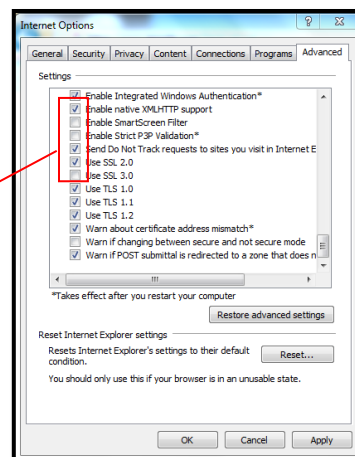 Internet Options
General Security Privacy Content Connections Programs Advanced
Settings
Enable Integrated Windows Authentication*
Enable native XMLHTTP support
Enable SmartScreen Filter
Enable Strict P3P Validation*
Send Do Not Track requests to sites you visit in Internet E
Use SSL 2.0
Use SSL 3.0
Use TLS 1.0
Use TLS 1.1
Use TLS 1.2
Warn about certificate address mismatch*
Warn if changing between secure and not secure mode
Warn if POST submittal is redirected to a zone that does n
*Takes effect after you restart your computer
Restore advanced settings
Reset Internet Explorer settings
Resets Internet Explorer's settings to their default
condition.
Reset...
You should only use this if your browser is in an unusable state.
OK Cancel Apply